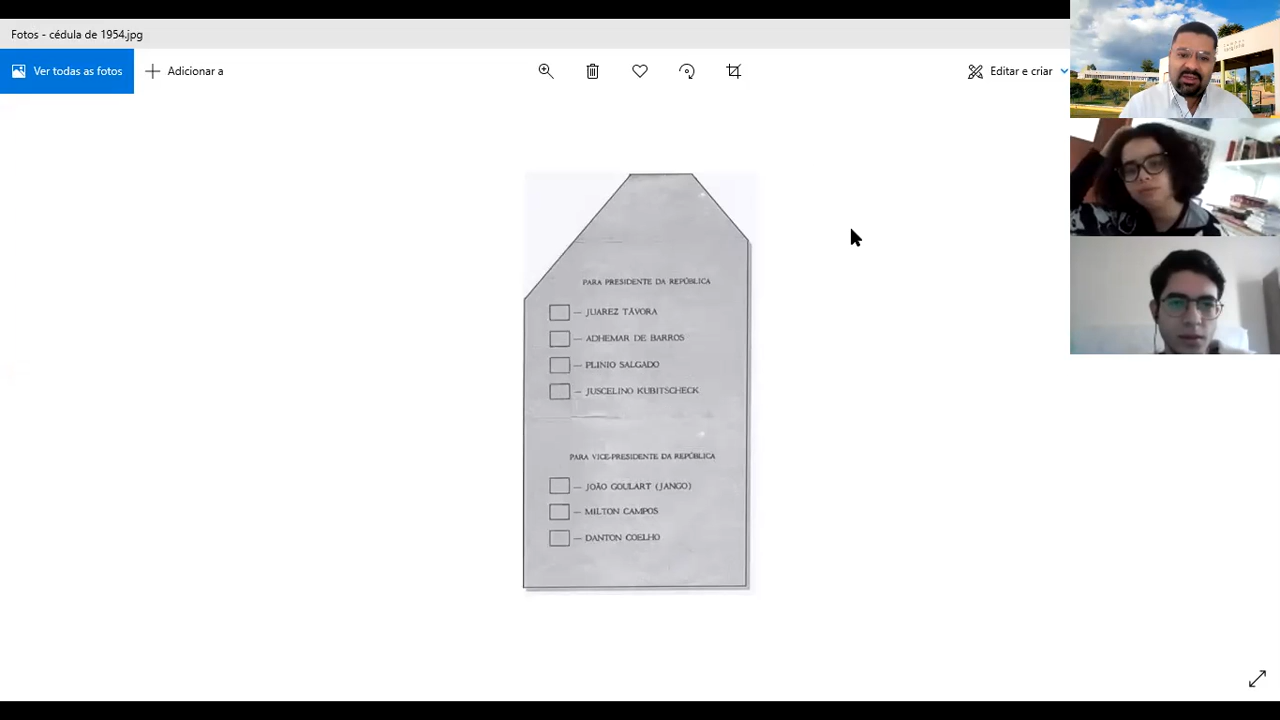 Fotos - cédula de 1954.jpg
Ver todas as fotos
Adicionar a
Editar e criar
PARA PRESIDENTE DA REPÚBLICA
— JUAREZ TÁVORA
— ADHEMAR DE BARROS
— PLINIO SALGADO
— JUSCELINO KUBITSCHECK
PARA VICE-PRESIDENTE DA REPÚBLICA
— JOÃO GOULART (JANGO)
— MILTON CAMPOS
— DANTON COELHO